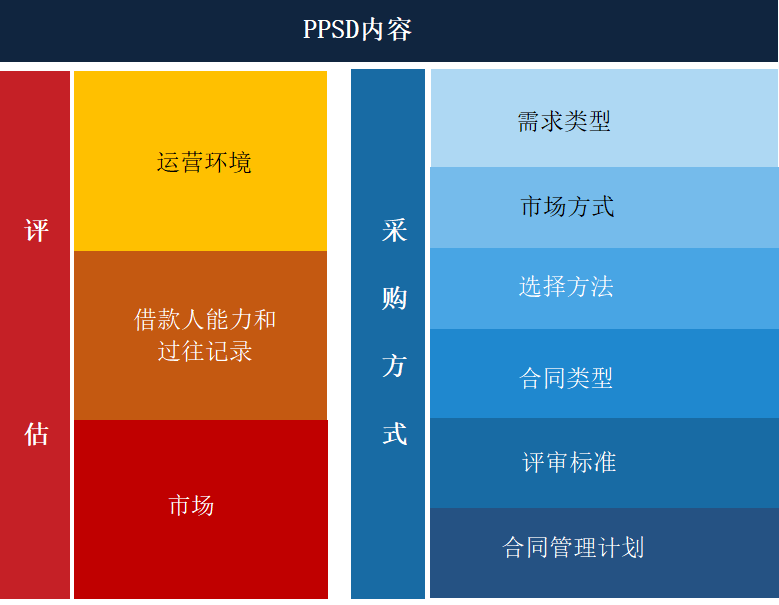 PPSD内容
评
估
运营环境
借款人能力和
过往记录
市场
采
购
方
式
需求类型
市场方式
选择方法
合同类型
评审标准
合同管理计划